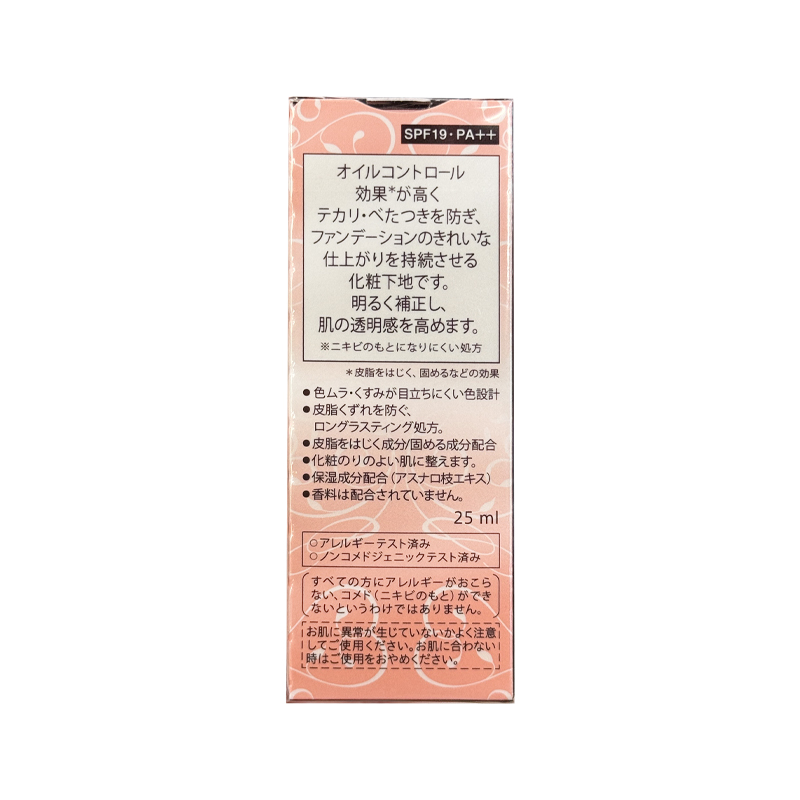 SPF19・PA++
オイルコントロール
効果*が高く
テカリ・べたつきを防ぎ、
ファンデーションのきれいな
仕上がりを持続させる
化粧下地です。
明るく補正し、
肌の透明感を高めます。
※ニキビのもとになりにくい処方
*皮脂をはじく、固めるなどの効果
●色ムラ・くすみが目立ちにくい色設計
●皮脂くずれを防ぐ、
ロングラスティング処方。
●皮脂をはじく成分/固める成分配合
●化粧のりのよい肌に整えます。
●保湿成分配合（アスナロ枝エキス）
●香料は配合されていません。
25 ml
○アレルギーテスト済み
○ノンコメドジェニックテスト済み
すべての方にアレルギーがおこら
ない、コメド（ニキビのもと）ができ
ないというわけではありません。
お肌に異常が生じていないかよく注意
してご使用ください。お肌に合わない
時はご使用をおやめください。